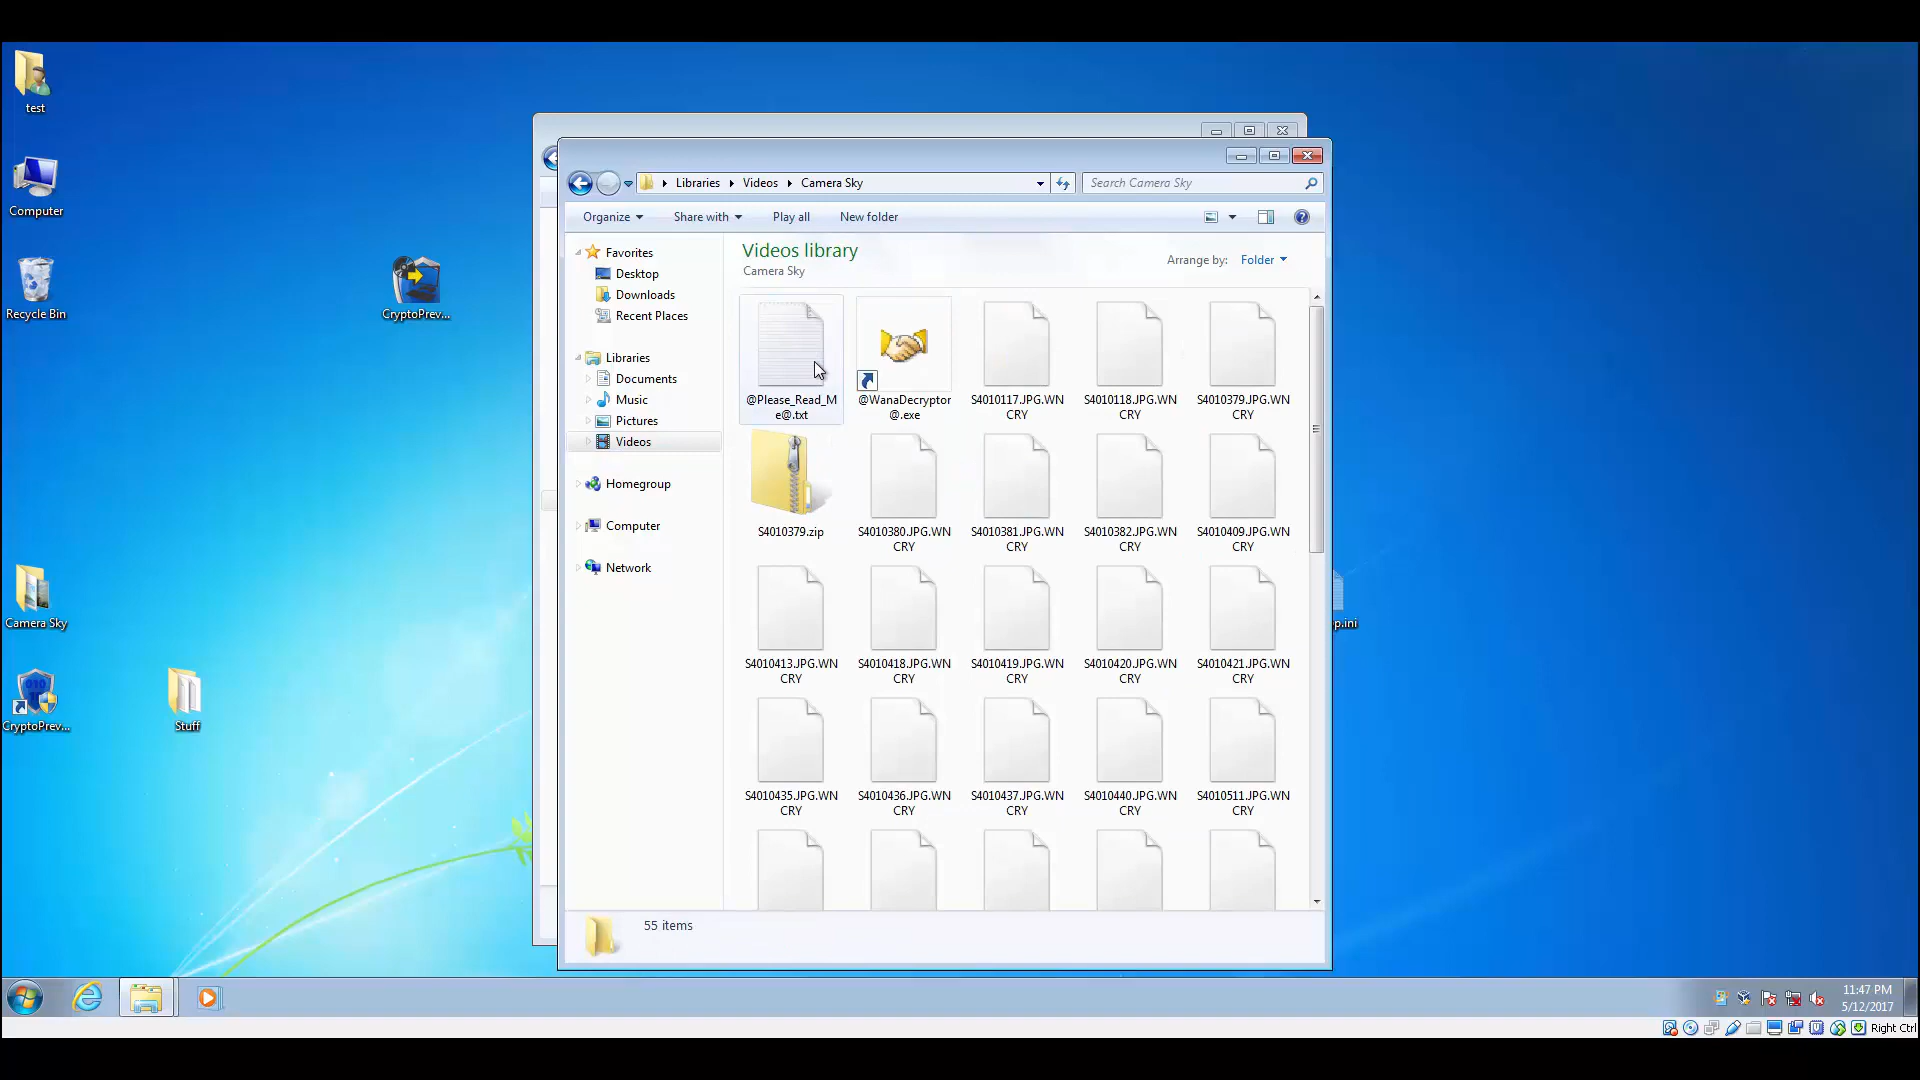 test
Computer
Recycle Bin
CryptoPrev...
Camera Sky
CryptoPrev...
Stuff
Libraries
Videos
Camera Sky
Search Camera Sky
Organize
Share with
Play all
New folder
Favorites
Desktop
Downloads
Recent Places
Libraries
Documents
Music
Pictures
Videos
Homegroup
Computer
Network
Videos library
Camera Sky
Arrange by:
Folder
@Please_Read_M
e@.txt
@WanaDecryptor
@.exe
S4010117.JPG.WN
CRY
S4010118.JPG.WN
CRY
S4010379.JPG.WN
CRY
S4010379.zip
S4010380.JPG.WN
CRY
S4010381.JPG.WN
CRY
S4010382.JPG.WN
CRY
S4010409.JPG.WN
CRY
S4010413.JPG.WN
CRY
S4010418.JPG.WN
CRY
S4010419.JPG.WN
CRY
S4010420.JPG.WN
CRY
S4010421.JPG.WN
CRY
S4010435.JPG.WN
CRY
S4010436.JPG.WN
CRY
S4010437.JPG.WN
CRY
S4010440.JPG.WN
CRY
S4010511.JPG.WN
CRY
55 items
p.ini
11:47 PM
5/12/2017
Right Ctrl